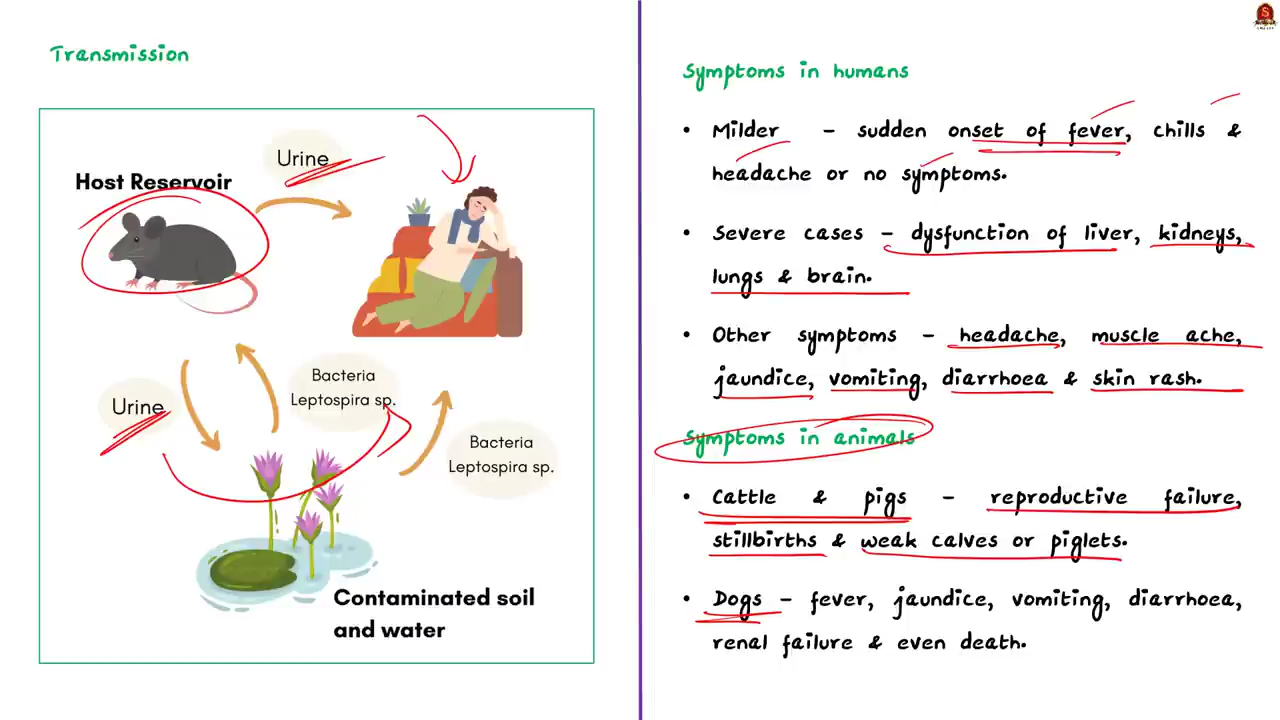 Transmission
Urine
Host Reservoir
Bacteria
Leptospira sp.
Urine
Bacteria
Leptospira sp.
Contaminated soil
and water
Symptoms in humans
• Milder – sudden onset of fever, chills &
headache or no symptoms.
• Severe cases – dysfunction of liver, kidneys,
lungs & brain.
• Other symptoms – headache, muscle ache,
jaundice, vomiting, diarrhoea & skin rash.
Symptoms in animals
• Cattle & pigs – reproductive failure,
stillbirths & weak calves or piglets.
• Dogs – fever, jaundice, vomiting, diarrhoea,
renal failure & even death.